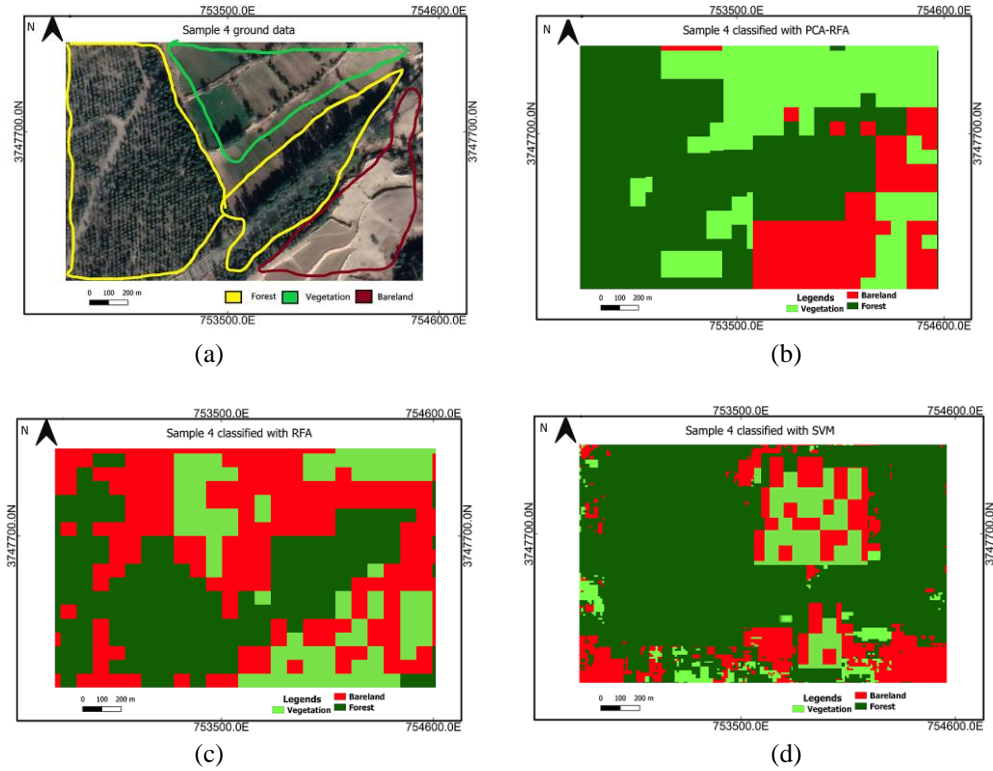 N
Sample 4 ground data
3747700.0N
3747700.0N
0 100 200 m
Forest Vegetation Bareland
753500.0E 754600.0E
(a)
753500.0E 754600.0E
N
Sample 4 classified with PCA-RFA
3747700.0N
3747700.0N
0 100 200 m
Legends Bareland
Vegetation Forest
753500.0E 754600.0E
(b)
753500.0E 754600.0E
N
Sample 4 classified with RFA
3747700.0N
3747700.0N
0 100 200 m
Legends Bareland
Vegetation Forest
753500.0E 754600.0E
(c)
753500.0E 754600.0E
N
Sample 4 classified with SVM
3747700.0N
3747700.0N
0 100 200 m
Legends Bareland
Vegetation Forest
753500.0E 754600.0E
(d)
753500.0E 754600.0E